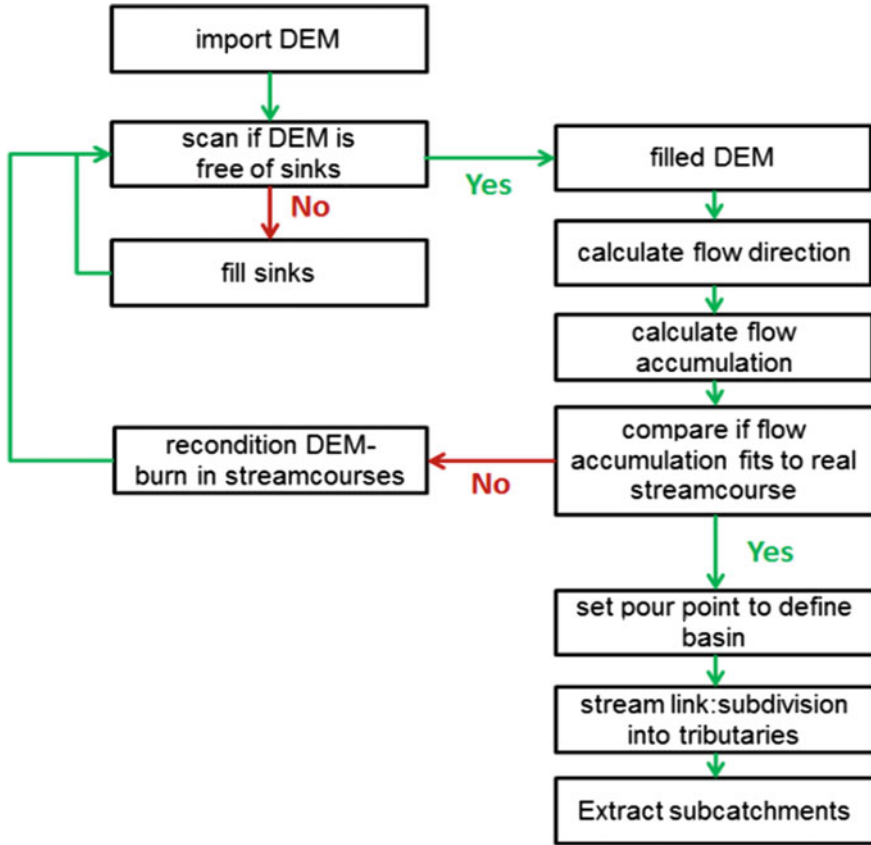 import DEM
scan if DEM is
free of sinks
Yes
No
fill sinks
filled DEM
calculate flow direction
calculate flow
accumulation
compare if flow
accumulation fits to real
streamcourse
No
recondition DEM-
burn in streamcourses
Yes
set pour point to define
basin
stream link:subdivision
into tributaries
Extract subcatchments